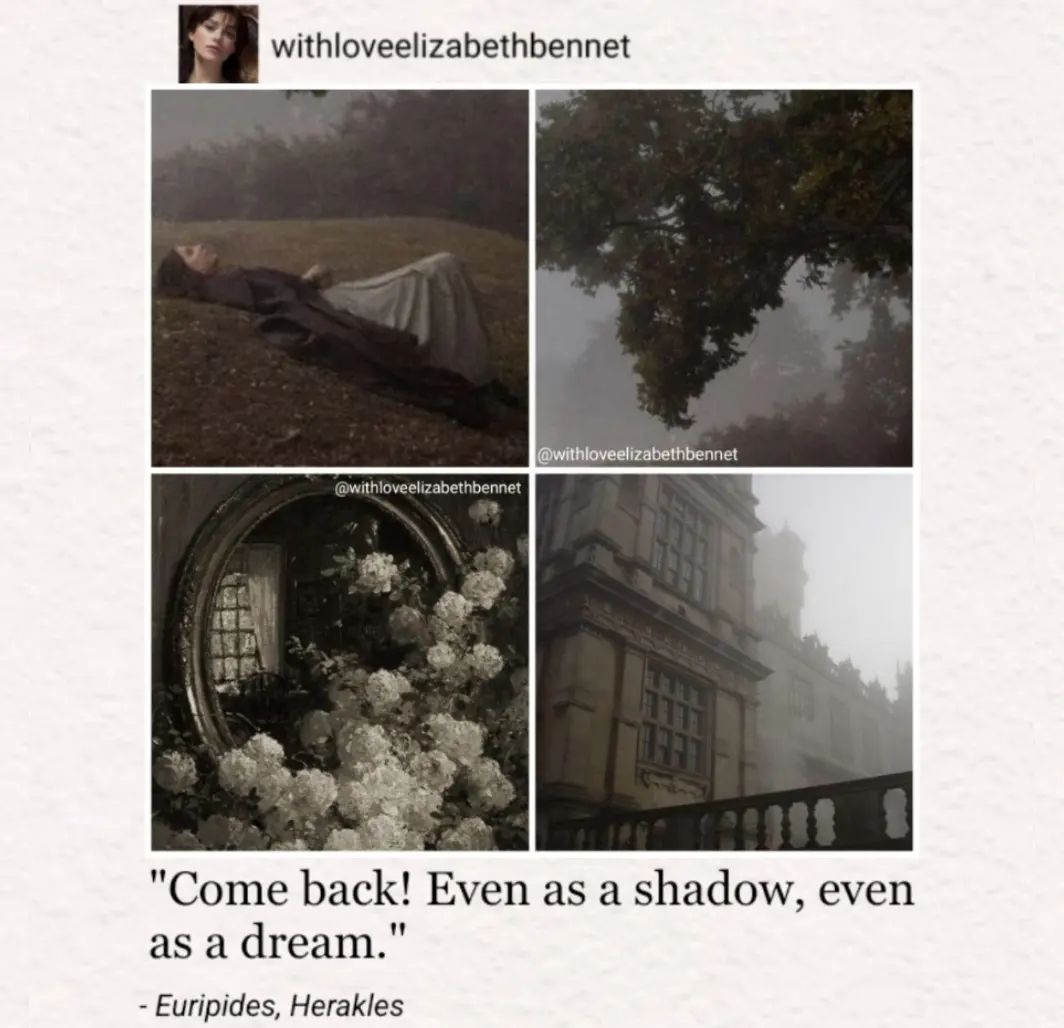 withloveelizabethbennet
@withloveelizabethbennet
@withloveelizabethbennet
"Come back! Even as a shadow, even
as a dream."
- Euripides, Herakles